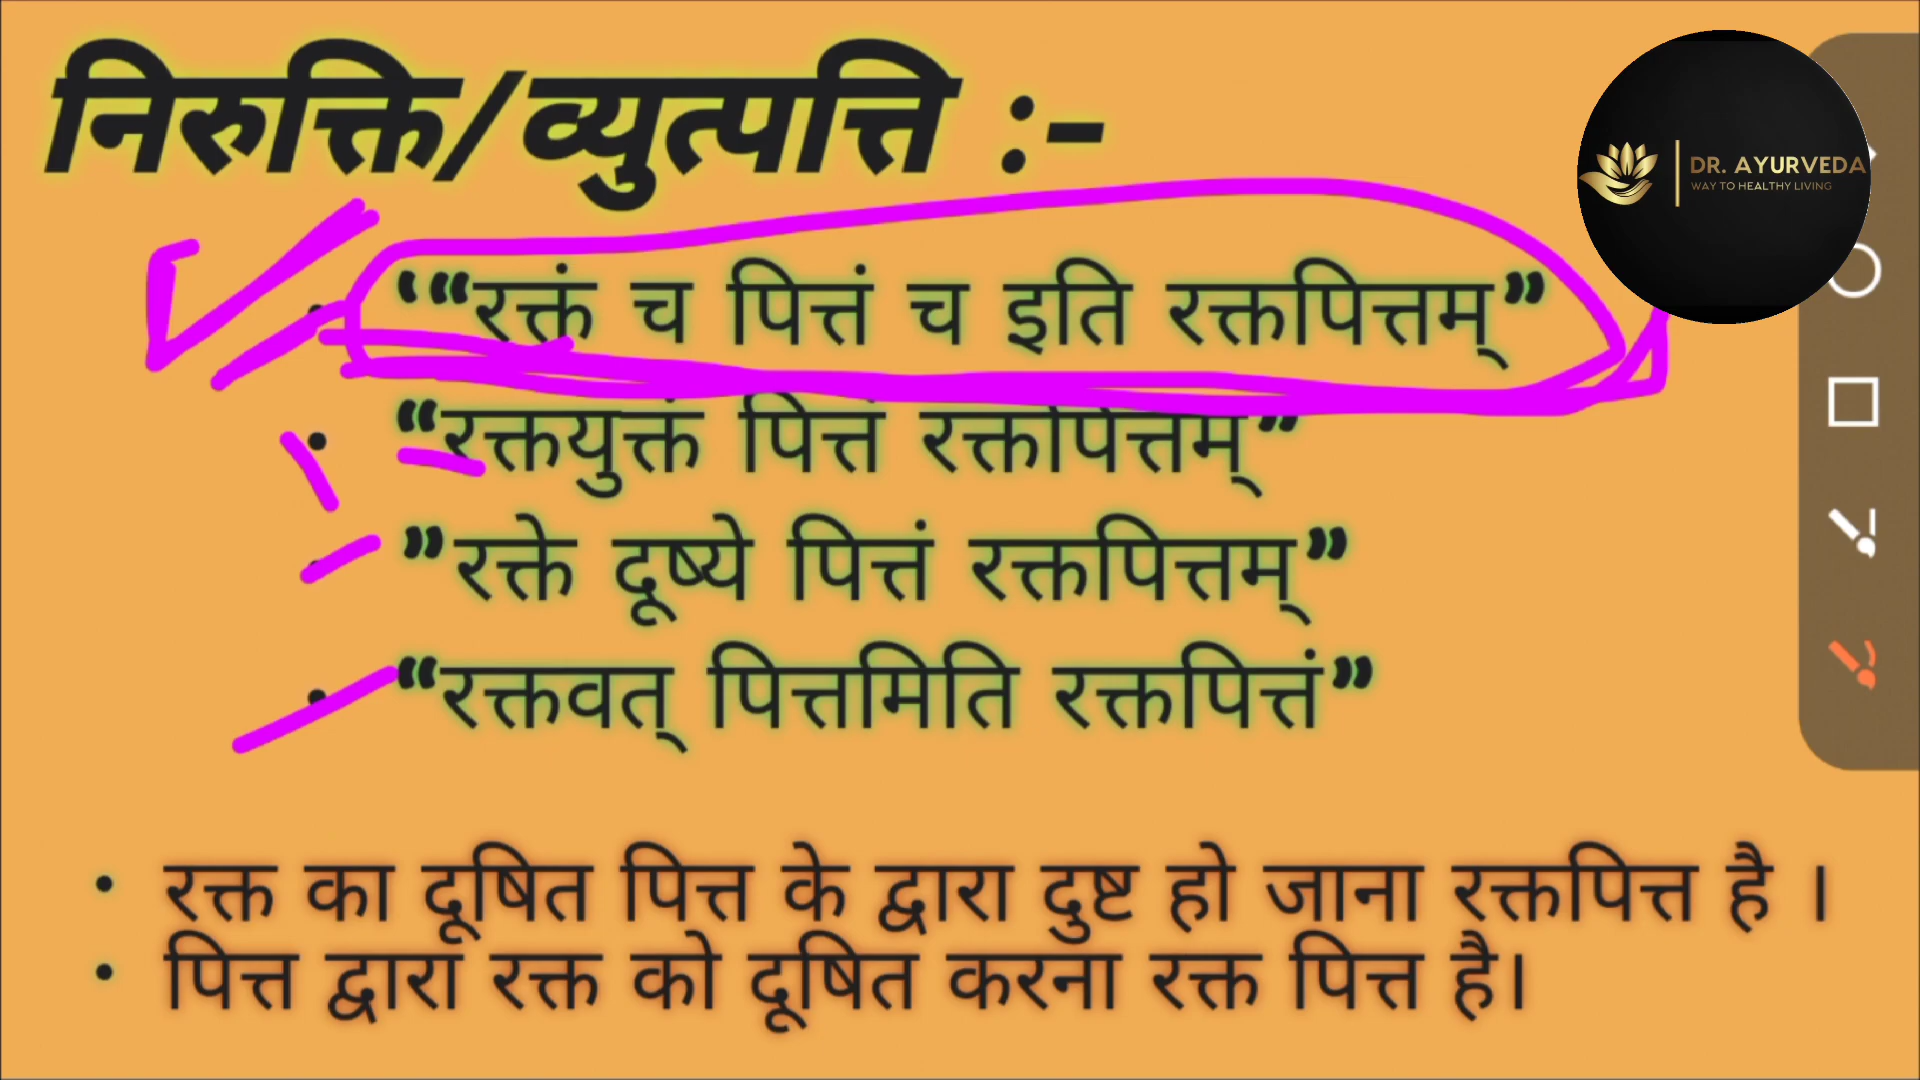 निरुक्ति/व्युत्पत्ति :-
DR. AYURVEDA
WAY TO HEALTHY LIVING
• ‘“रक्तं च पित्तं च इति रक्तपित्तम्”
• “रक्तयुक्तं पित्तं रक्तपित्तम्”
• ”रक्ते दूष्ये पित्तं रक्तपित्तम्”
• “रक्तवत् पित्तमिति रक्तपित्तं”
• रक्त का दूषित पित्त के द्वारा दुष्ट हो जाना रक्तपित्त है ।
• पित्त द्वारा रक्त को दूषित करना रक्त पित्त है।